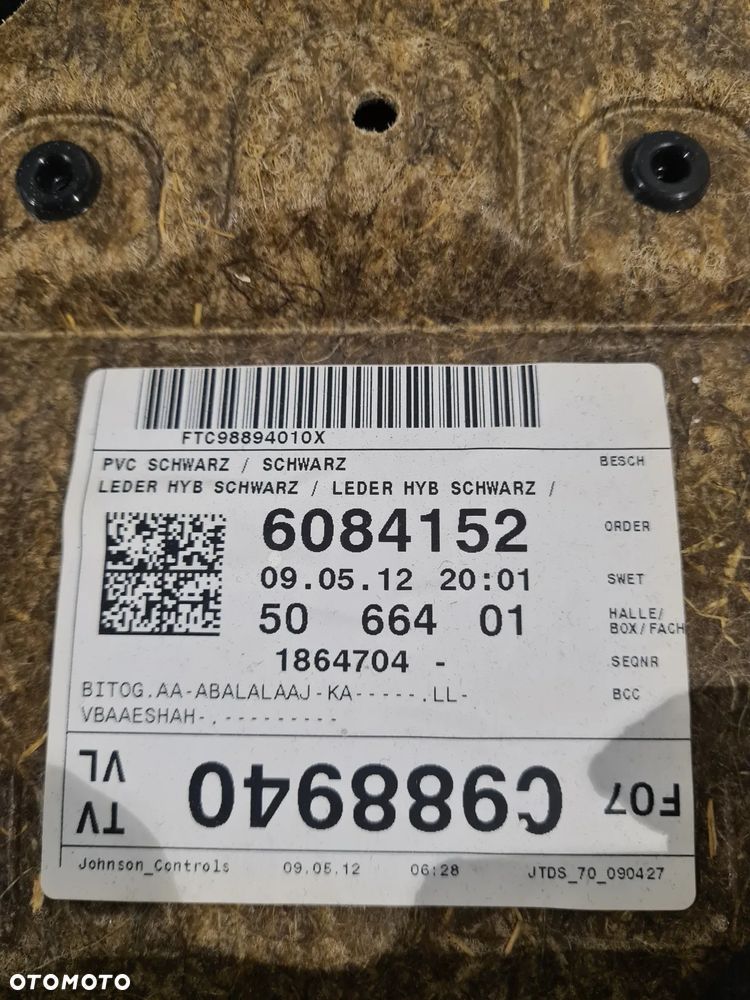 FTC98894010X
PVC SCHWARZ / SCHWARZ BESCH
LEDER HYB SCHWARZ / LEDER HYB SCHWARZ /
6084152 ORDER
09.05.12 20:01 SWET
50 664 01 HALLE/
BOX/FACH
1864704 - SEQNR
BITOG.AA-ABALALAAJ-KA-----.LL- BCC
VBAAESHAH-.---------
F07 C988940 TV
VL
Johnson_Controls 09.05.12 06:28 JTDS_70_090427
OTOMOTO